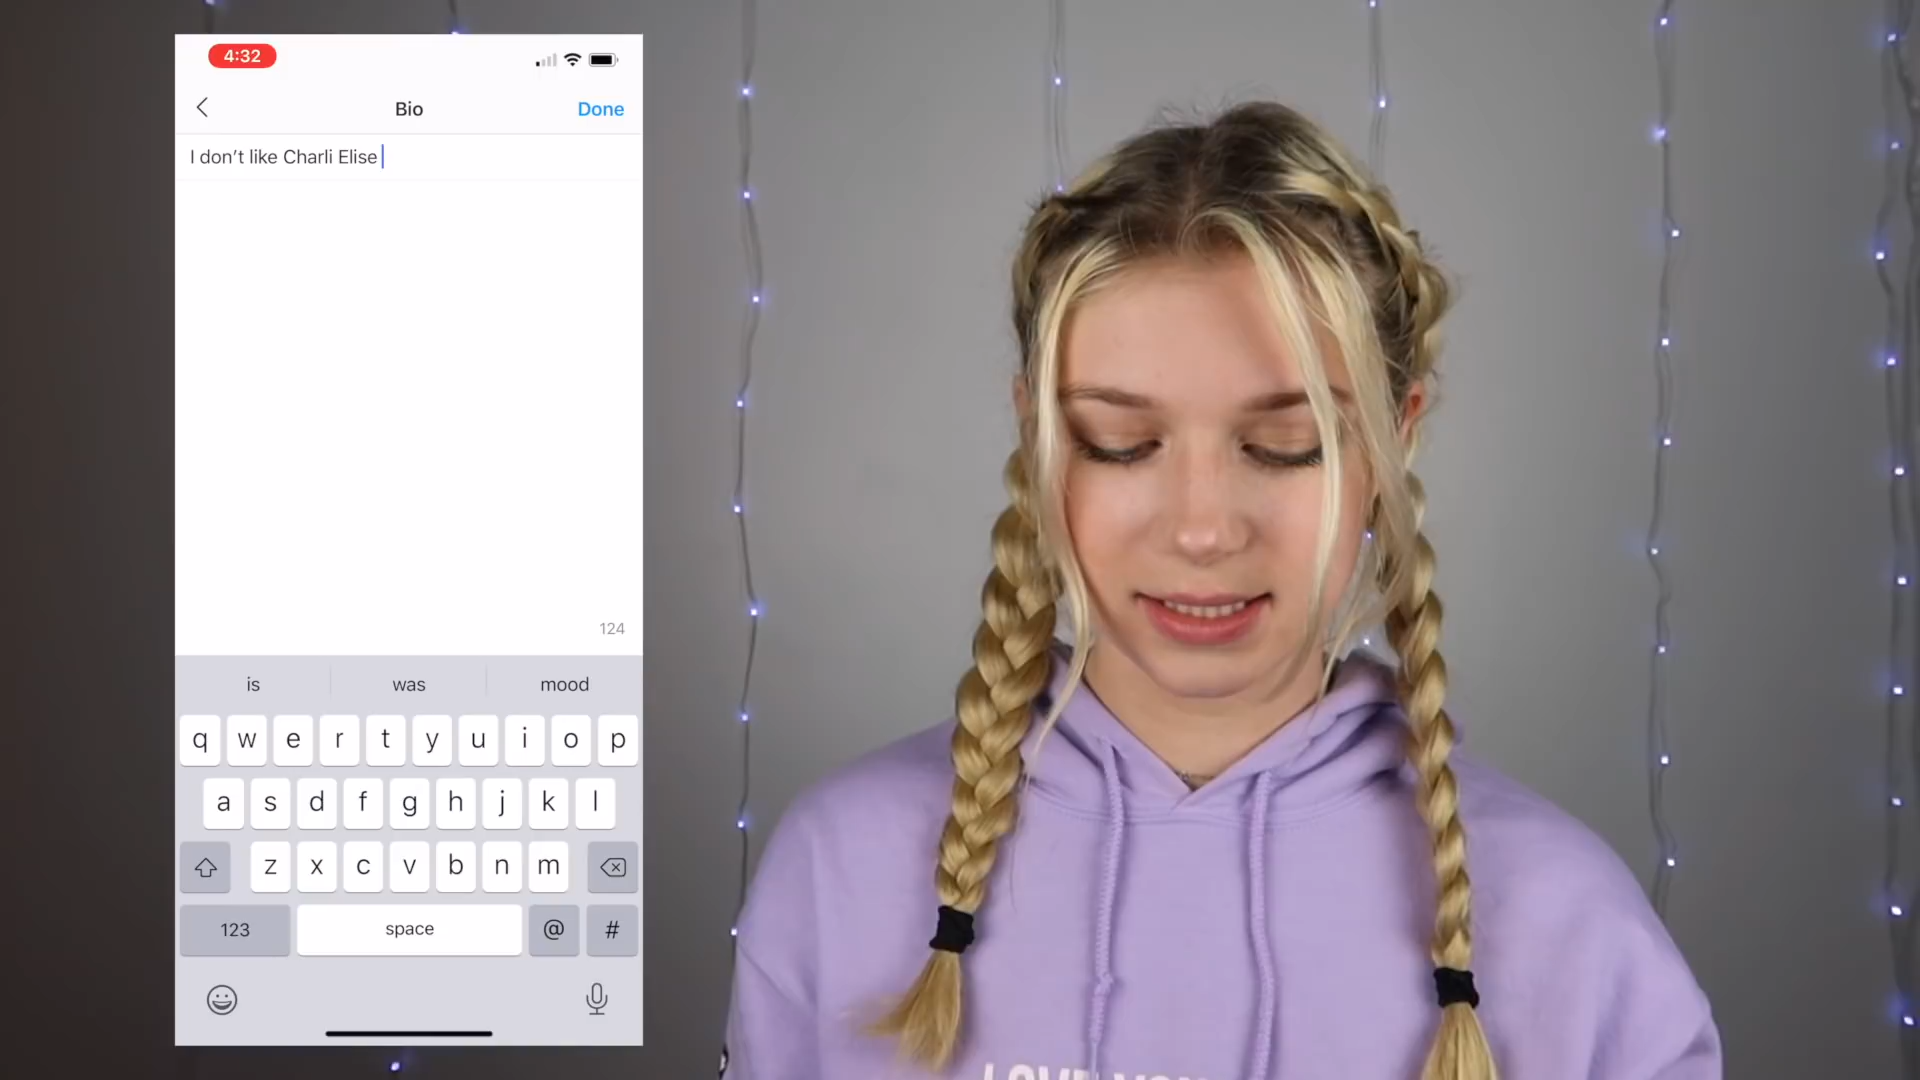 4:32
Bio
Done
I don't like Charli Elise
124
is was mood
q w e r t y u i o p
a s d f g h j k l
z x c v b n m
123 space @ #